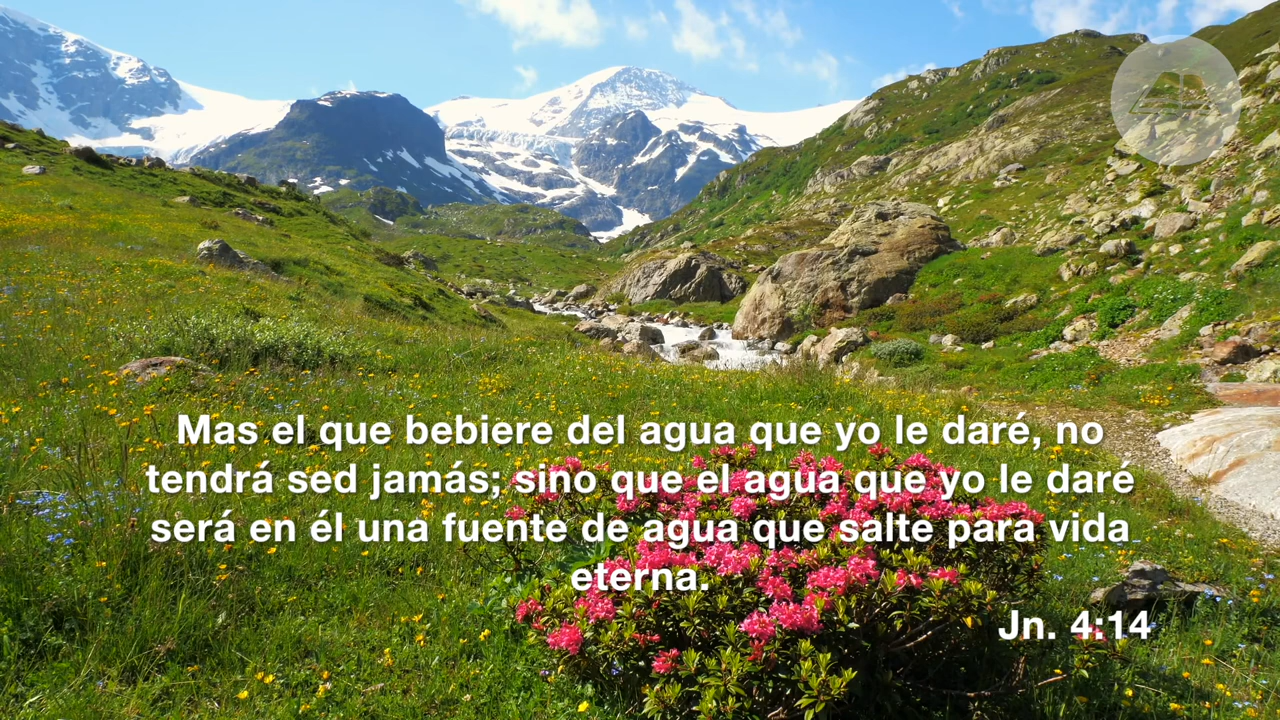 Mas el que bebiere del agua que yo le daré, no
tendrá sed jamás; sino que el agua que yo le daré
será en él una fuente de agua que salte para vida
eterna.
Jn. 4:14